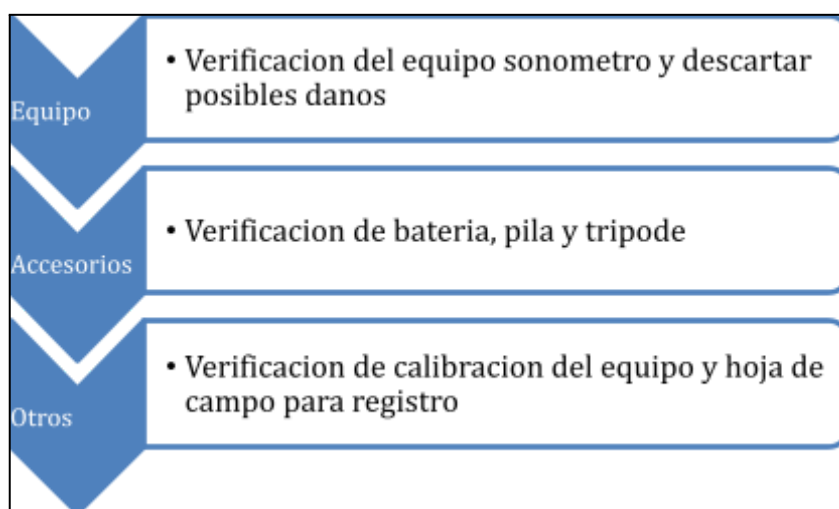 Equipo
• Verificacion del equipo sonometro y descartar
posibles danos
Accesorios
• Verificacion de bateria, pila y tripode
Otros
• Verificacion de calibracion del equipo y hoja de
campo para registro